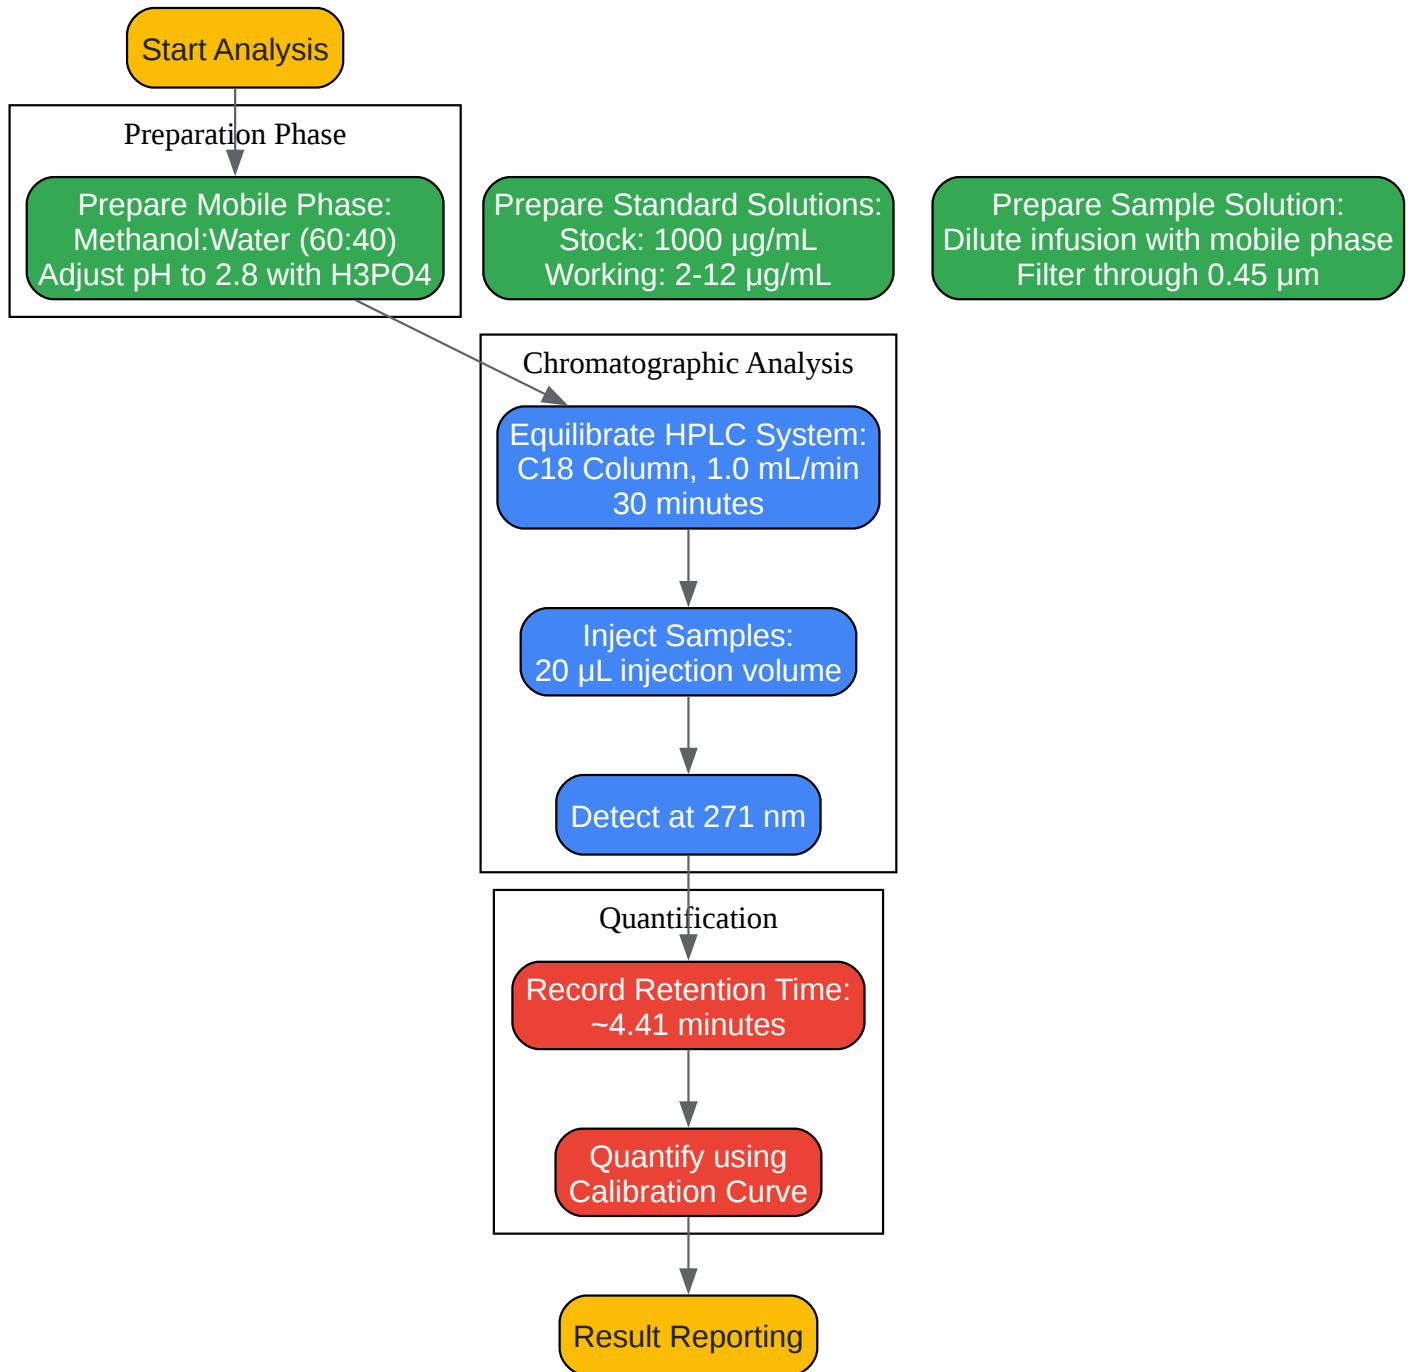 Start Analysis
Preparation Phase
Prepare Mobile Phase:
Methanol:Water (60:40)
Adjust pH to 2.8 with H3PO4
Prepare Standard Solutions:
Stock: 1000 μg/mL
Working: 2-12 μg/mL
Prepare Sample Solution:
Dilute infusion with mobile phase
Filter through 0.45 μm
Chromatographic Analysis
Equilibrate HPLC System:
C18 Column, 1.0 mL/min
30 minutes
Inject Samples:
20 μL injection volume
Detect at 271 nm
Quantification
Record Retention Time:
~4.41 minutes
Quantify using
Calibration Curve
Result Reporting